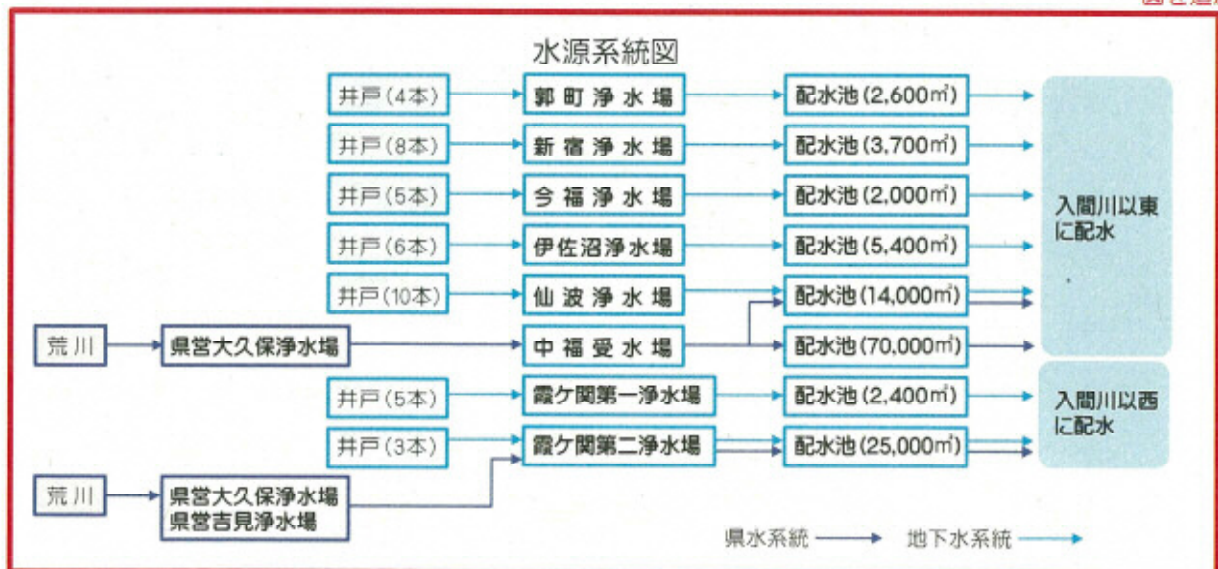 水源系統図
井戸(4本) 郭町浄水場 配水池(2,600㎥)
井戸(8本) 新宿浄水場 配水池(3,700㎥)
井戸(5本) 今福浄水場 配水池(2,000㎥)
井戸(6本) 伊佐沼浄水場 配水池(5,400㎥)
入間川以東
に配水
井戸(10本) 仙波浄水場 配水池(14,000㎥)
荒川 県営大久保浄水場 中福受水場 配水池(70,000㎥)
井戸(5本) 霞ケ関第一浄水場 配水池(2,400㎥)
入間川以西
に配水
井戸(3本) 霞ケ関第二浄水場 配水池(25,000㎥)
荒川 県営大久保浄水場
県営吉見浄水場
県水系統 地下水系統